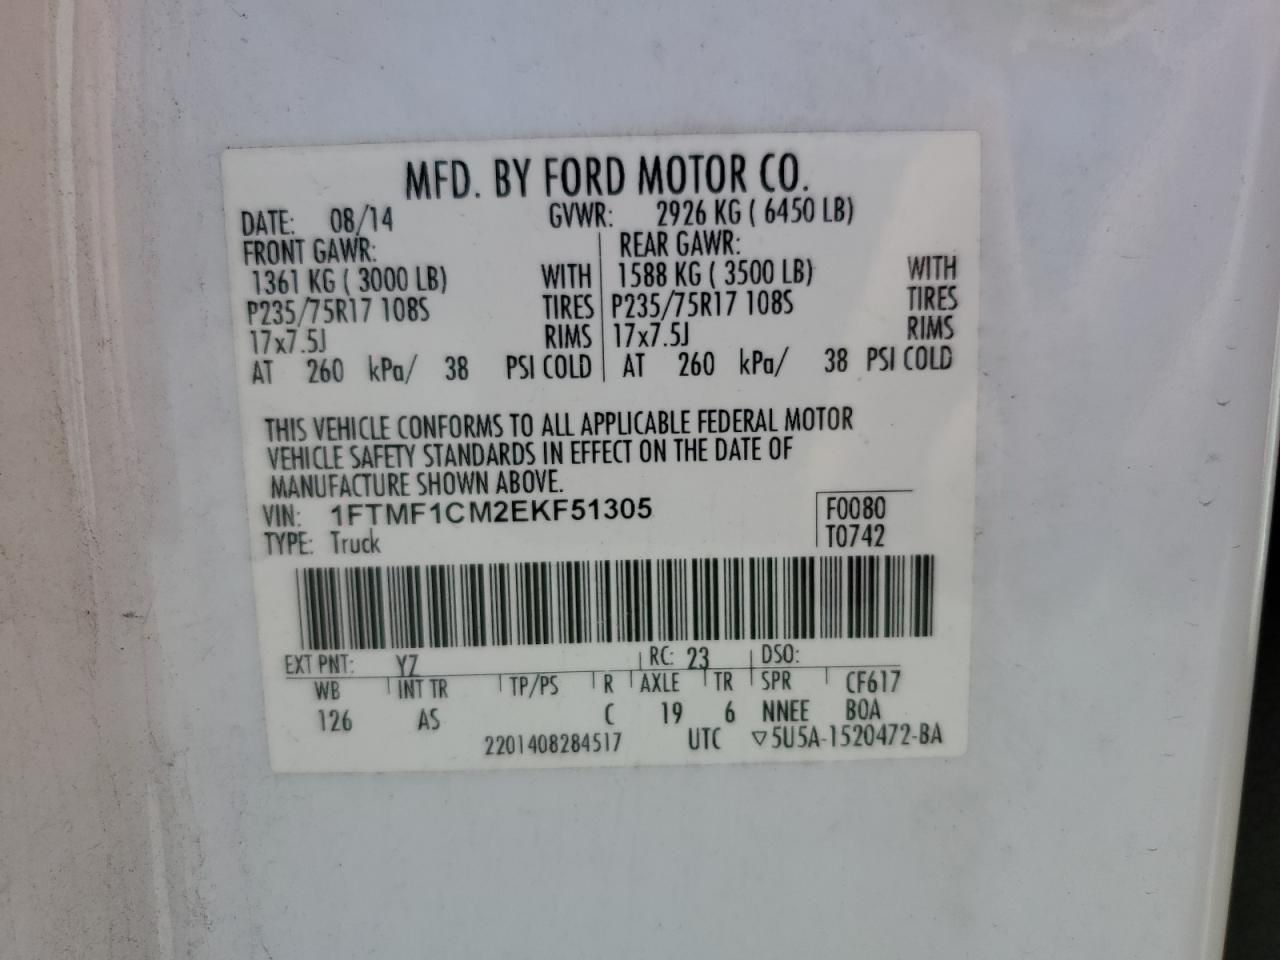 MFD. BY FORD MOTOR CO.
DATE: 08/14 GVWR: 2926 KG ( 6450 LB)
FRONT GAWR: REAR GAWR:
1361 KG ( 3000 LB) WITH 1588 KG ( 3500 LB) WITH
P235/75R17 108S TIRES P235/75R17 108S TIRES
17x7.5J RIMS 17x7.5J RIMS
AT 260 kPa/ 38 PSI COLD AT 260 kPa/ 38 PSI COLD
THIS VEHICLE CONFORMS TO ALL APPLICABLE FEDERAL MOTOR
VEHICLE SAFETY STANDARDS IN EFFECT ON THE DATE OF
MANUFACTURE SHOWN ABOVE.
VIN: 1FTMF1CM2EKF51305 F0080
TYPE: Truck T0742
EXT PNT: YZ RC: 23 DSO:
WB INT TR TP/PS R AXLE TR SPR CF617
126 AS C 19 6 NNEE BOA
2201408284517 UTC ▽5U5A-1520472-BA